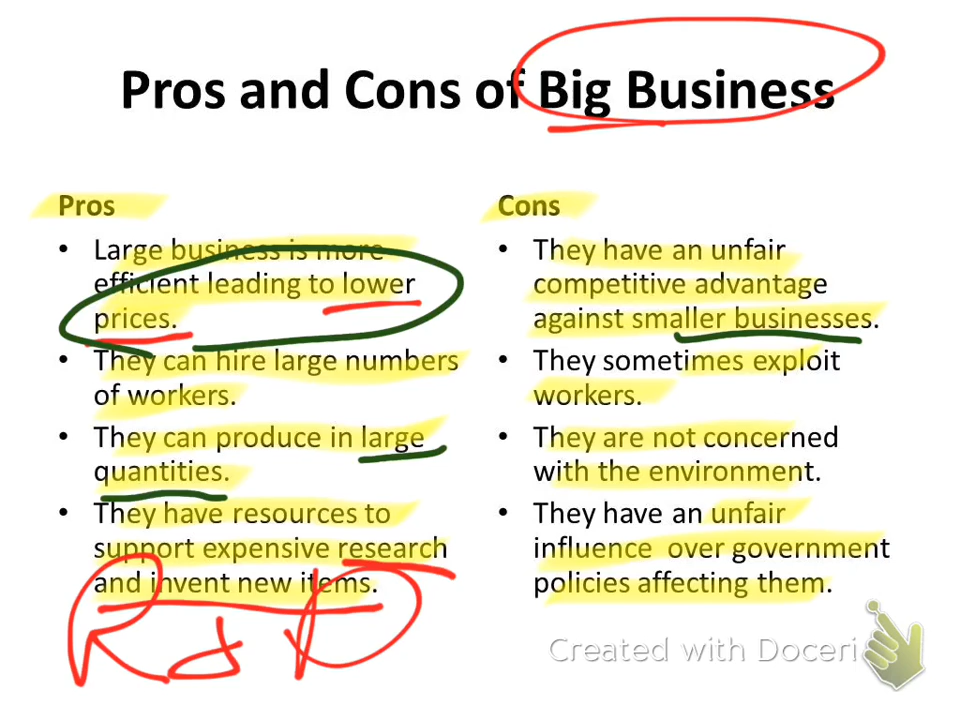 Pros and Cons of Big Business
Pros
• Large business is more
efficient leading to lower
prices.
• They can hire large numbers
of workers.
• They can produce in large
quantities.
• They have resources to
support expensive research
and invent new items.
R & D
Cons
• They have an unfair
competitive advantage
against smaller businesses.
• They sometimes exploit
workers.
• They are not concerned
with the environment.
• They have an unfair
influence over government
policies affecting them.
Created with Doceri